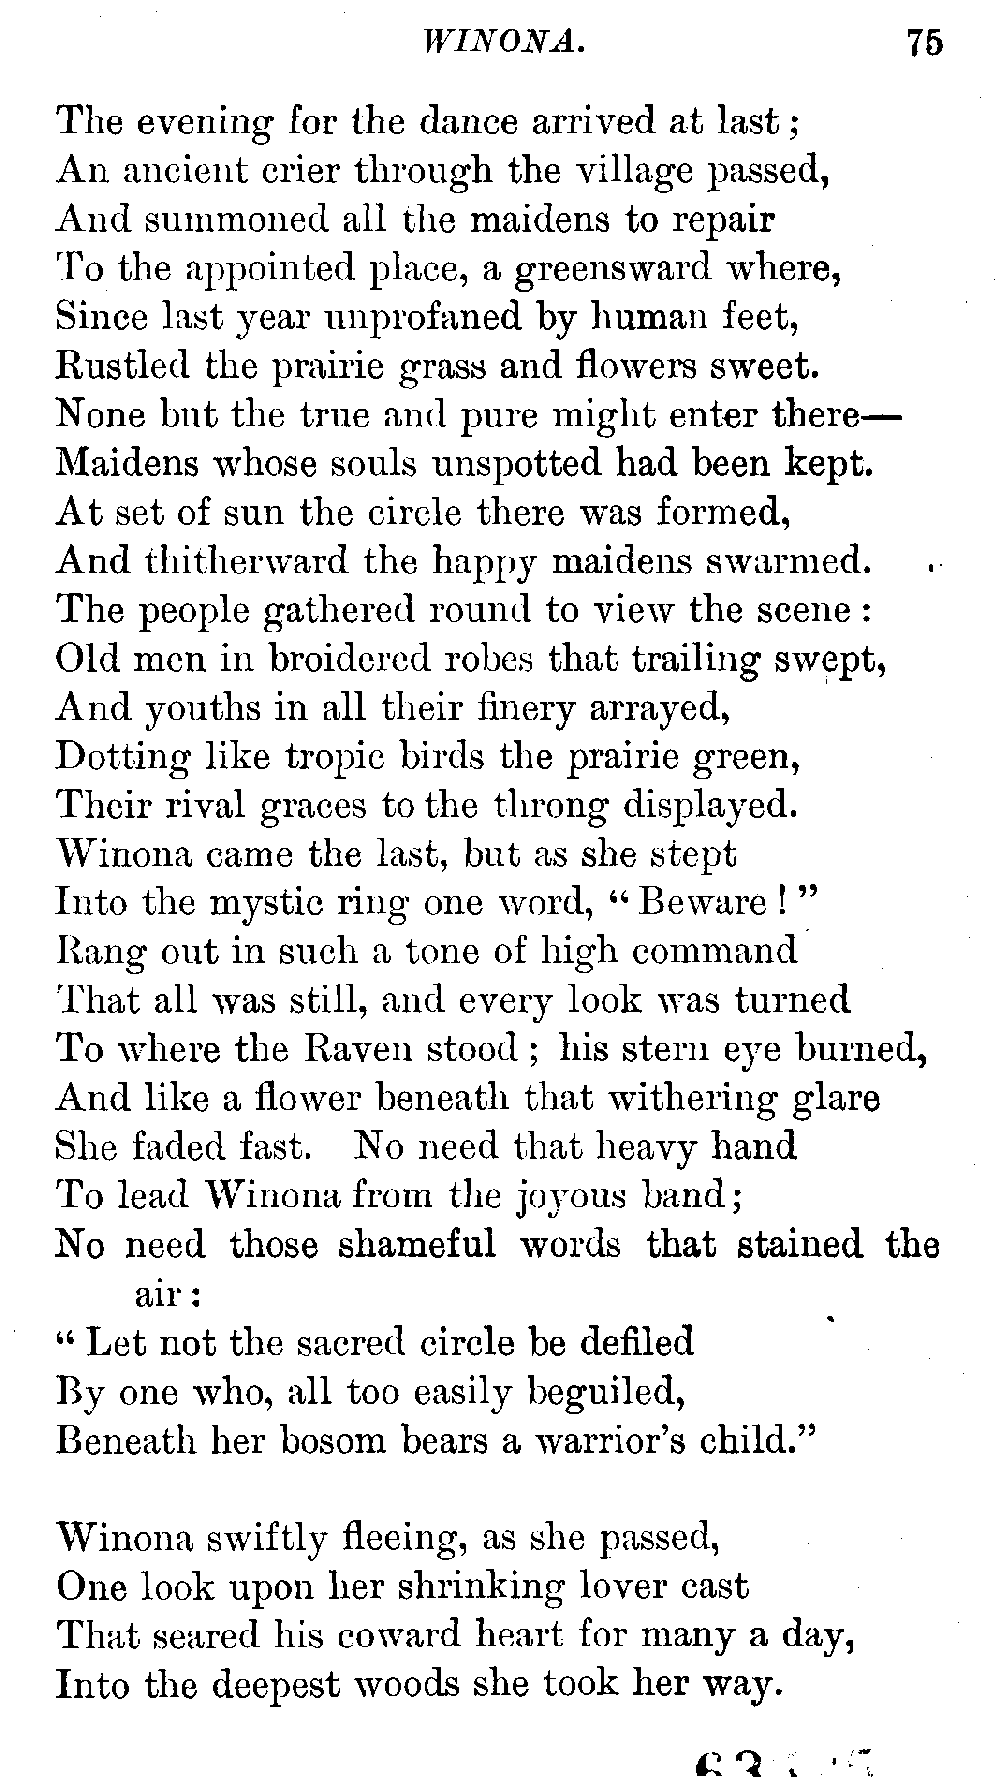 WINONA. 75
The evening for the dance arrived at last ;
An ancient crier through the village passed,
And summoned all the maidens to repair
To the appointed place, a greensward where,
Since last year unprofaned by human feet,
Rustled the prairie grass and flowers sweet.
None but the true and pure might enter there—
Maidens whose souls unspotted had been kept.
At set of sun the circle there was formed,
And thitherward the happy maidens swarmed.
The people gathered round to view the scene :
Old men in broidered robes that trailing swept,
And youths in all their finery arrayed,
Dotting like tropic birds the prairie green,
Their rival graces to the throng displayed.
Winona came the last, but as she stept
Into the mystic ring one word, “ Beware ! ”
Rang out in such a tone of high command
That all was still, and every look was turned
To where the Raven stood ; his stern eye burned,
And like a flower beneath that withering glare
She faded fast. No need that heavy hand
To lead Winona from the joyous band ;
No need those shameful words that stained the
air :
“ Let not the sacred circle be defiled
By one who, all too easily beguiled,
Beneath her bosom bears a warrior’s child.”
Winona swiftly fleeing, as she passed,
One look upon her shrinking lover cast
That seared his coward heart for many a day,
Into the deepest woods she took her way.